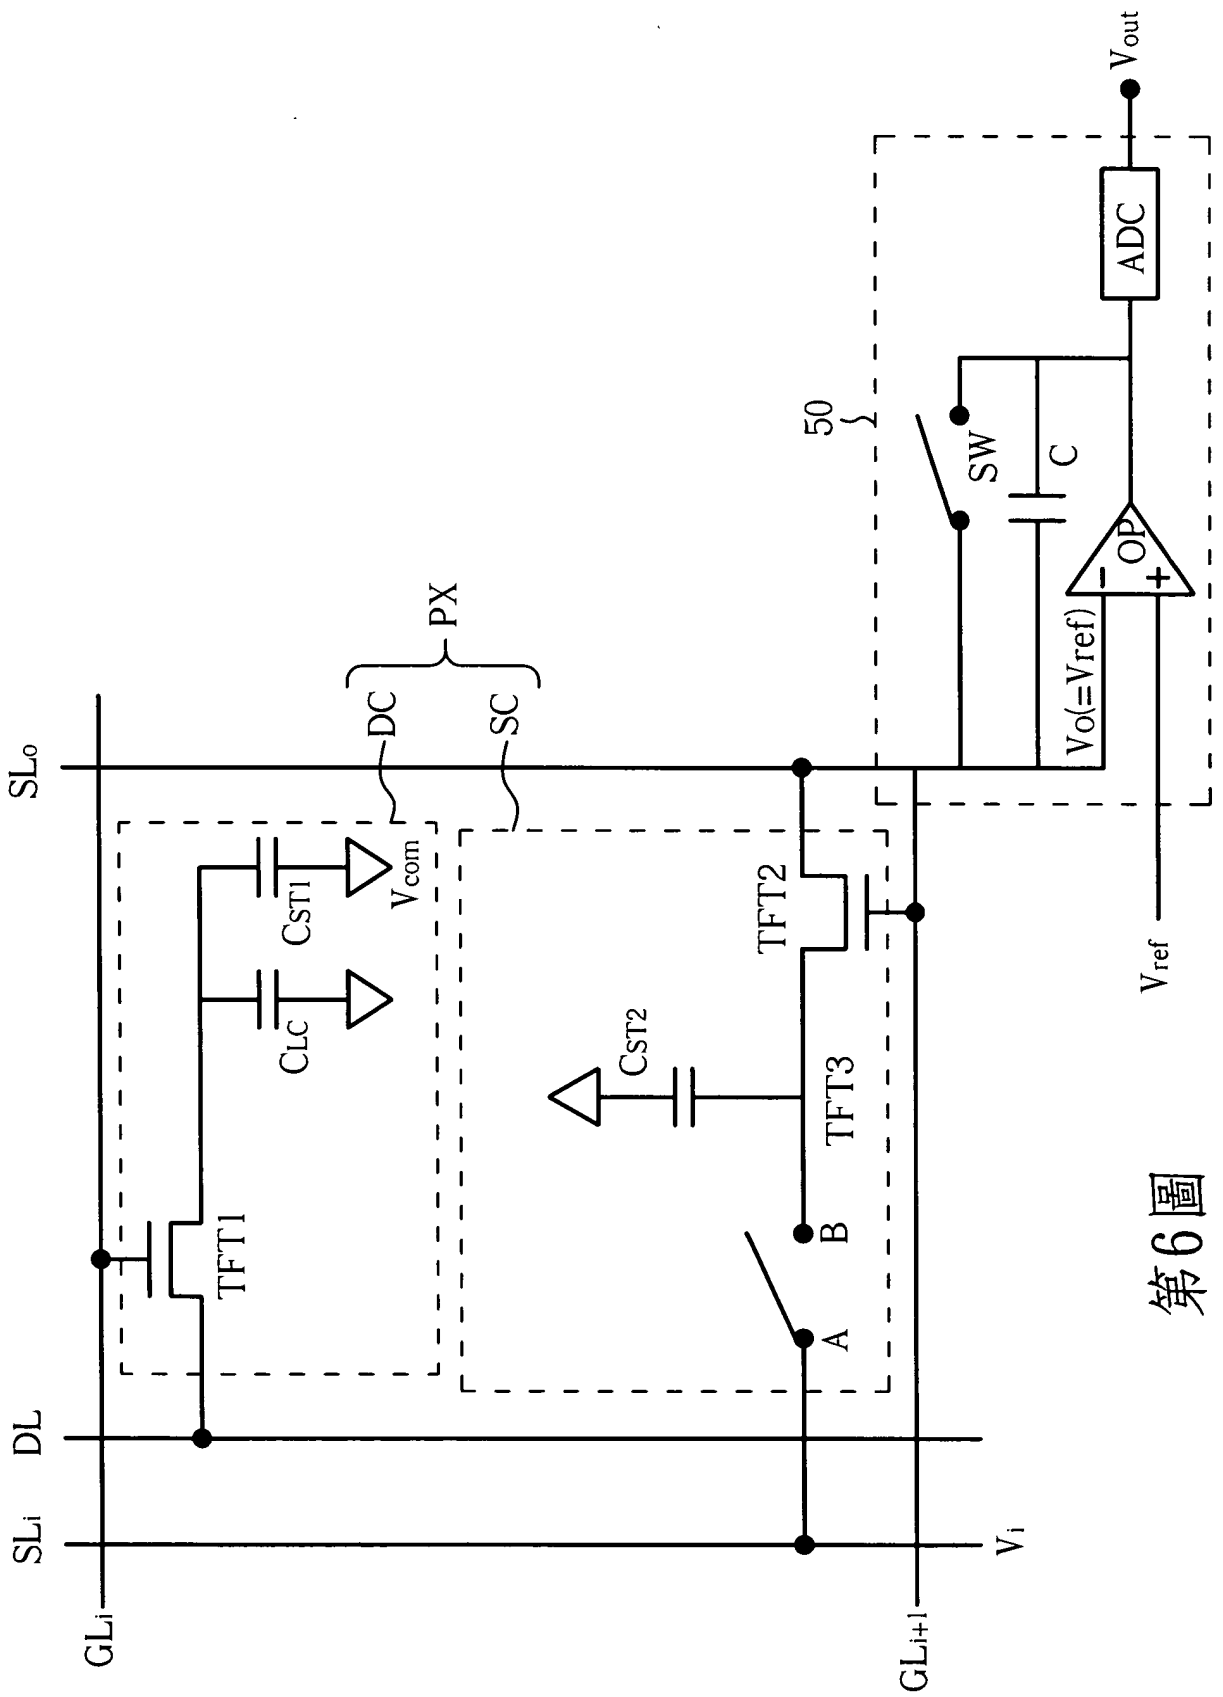 SLi
DL
SLo
GLi
TFT1
CLC
CST1
Vcom
DC
SC
PX
CST2
A
B
TFT3
TFT2
GLi+1
Vi
50
SW
C
Vo(=Vref)
OP
−
+
ADC
Vout
Vref
第6圖